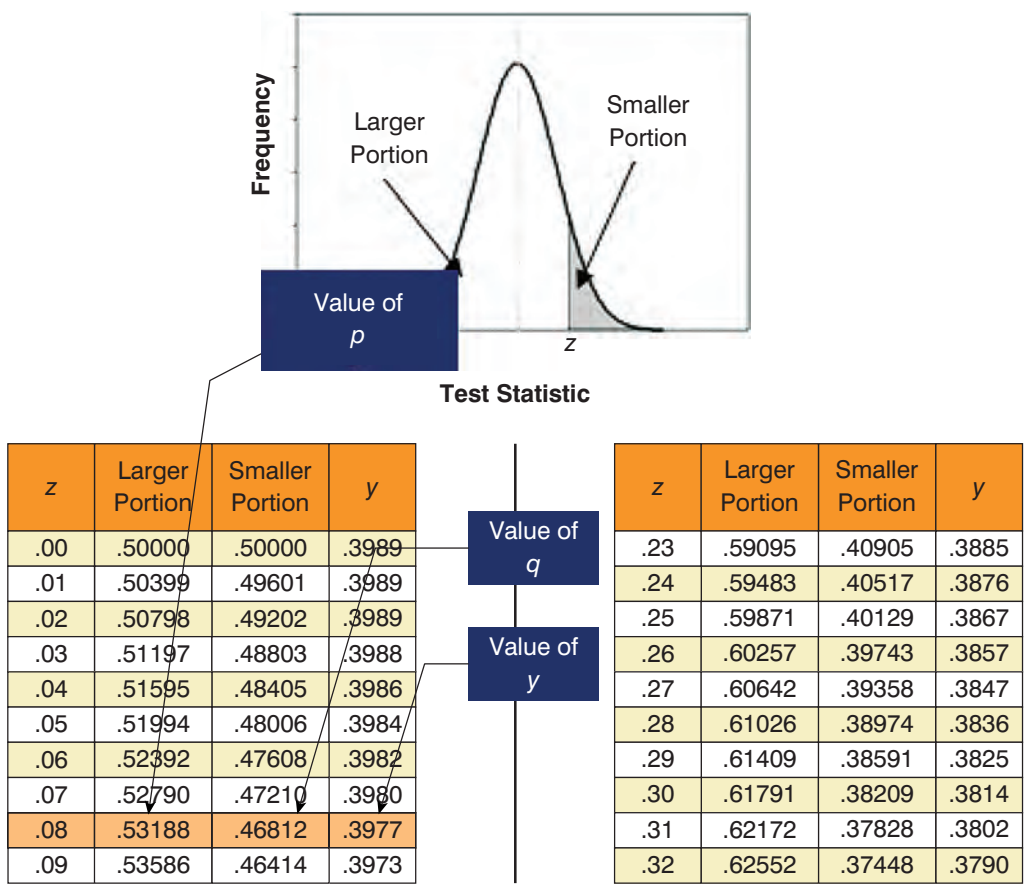 Frequency
Larger
Portion
Smaller
Portion
Value of
p
z
Test Statistic
z Larger Portion Smaller Portion y
.00 .50000 .50000 .3989
.01 .50399 .49601 .3989
.02 .50798 .49202 .3989
.03 .51197 .48803 .3988
.04 .51595 .48405 .3986
.05 .51994 .48006 .3984
.06 .52392 .47608 .3982
.07 .52790 .47210 .3980
.08 .53188 .46812 .3977
.09 .53586 .46414 .3973
Value of
q
Value of
y
z Larger Portion Smaller Portion y
.23 .59095 .40905 .3885
.24 .59483 .40517 .3876
.25 .59871 .40129 .3867
.26 .60257 .39743 .3857
.27 .60642 .39358 .3847
.28 .61026 .38974 .3836
.29 .61409 .38591 .3825
.30 .61791 .38209 .3814
.31 .62172 .37828 .3802
.32 .62552 .37448 .3790